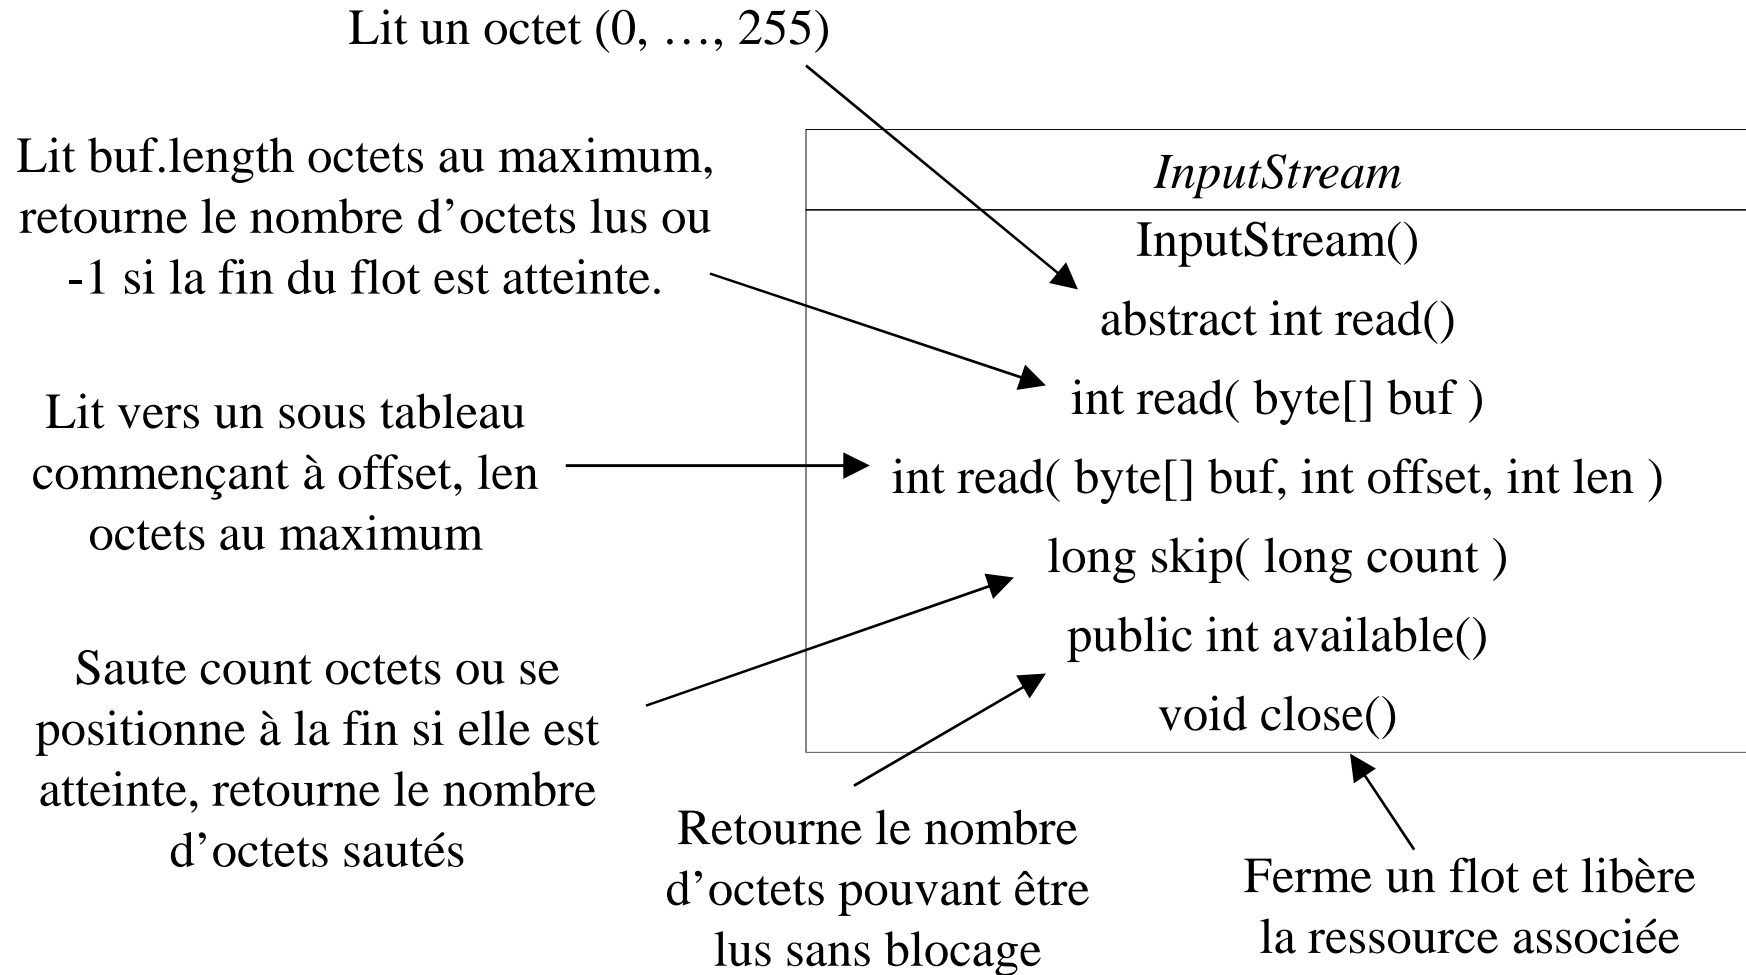 Lit un octet (0, …, 255)
Lit buf.length octets au maximum,
retourne le nombre d’octets lus ou
-1 si la fin du flot est atteinte.
Lit vers un sous tableau
commençant à offset, len
octets au maximum
Saute count octets ou se
positionne à la fin si elle est
atteinte, retourne le nombre
d’octets sautés
InputStream
InputStream()
abstract int read()
int read( byte[] buf )
int read( byte[] buf, int offset, int len )
long skip( long count )
public int available()
void close()
Retourne le nombre
d’octets pouvant être
lus sans blocage
Ferme un flot et libère
la ressource associée